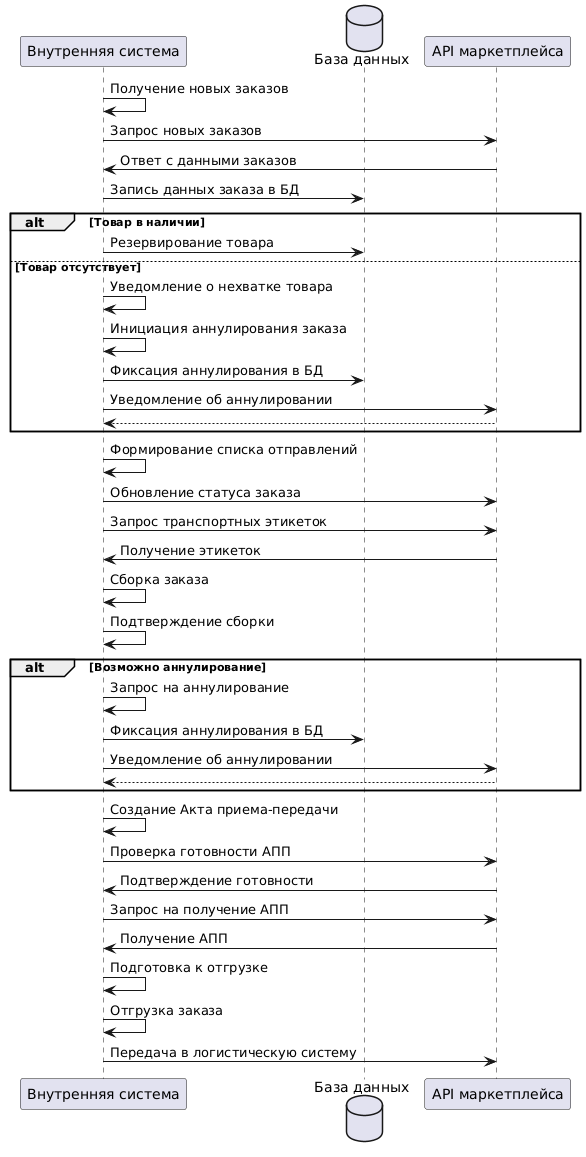 Внутренняя система
База данных
API маркетплейса
Получение новых заказов
Запрос новых заказов
Ответ с данными заказов
Запись данных заказа в БД
alt [Товар в наличии]
Резервирование товара
[Товар отсутствует]
Уведомление о нехватке товара
Инициация аннулирования заказа
Фиксация аннулирования в БД
Уведомление об аннулировании
Формирование списка отправлений
Обновление статуса заказа
Запрос транспортных этикеток
Получение этикеток
Сборка заказа
Подтверждение сборки
alt [Возможно аннулирование]
Запрос на аннулирование
Фиксация аннулирования в БД
Уведомление об аннулировании
Создание Акта приема-передачи
Проверка готовности АПП
Подтверждение готовности
Запрос на получение АПП
Получение АПП
Подготовка к отгрузке
Отгрузка заказа
Передача в логистическую систему
Внутренняя система
База данных
API маркетплейса